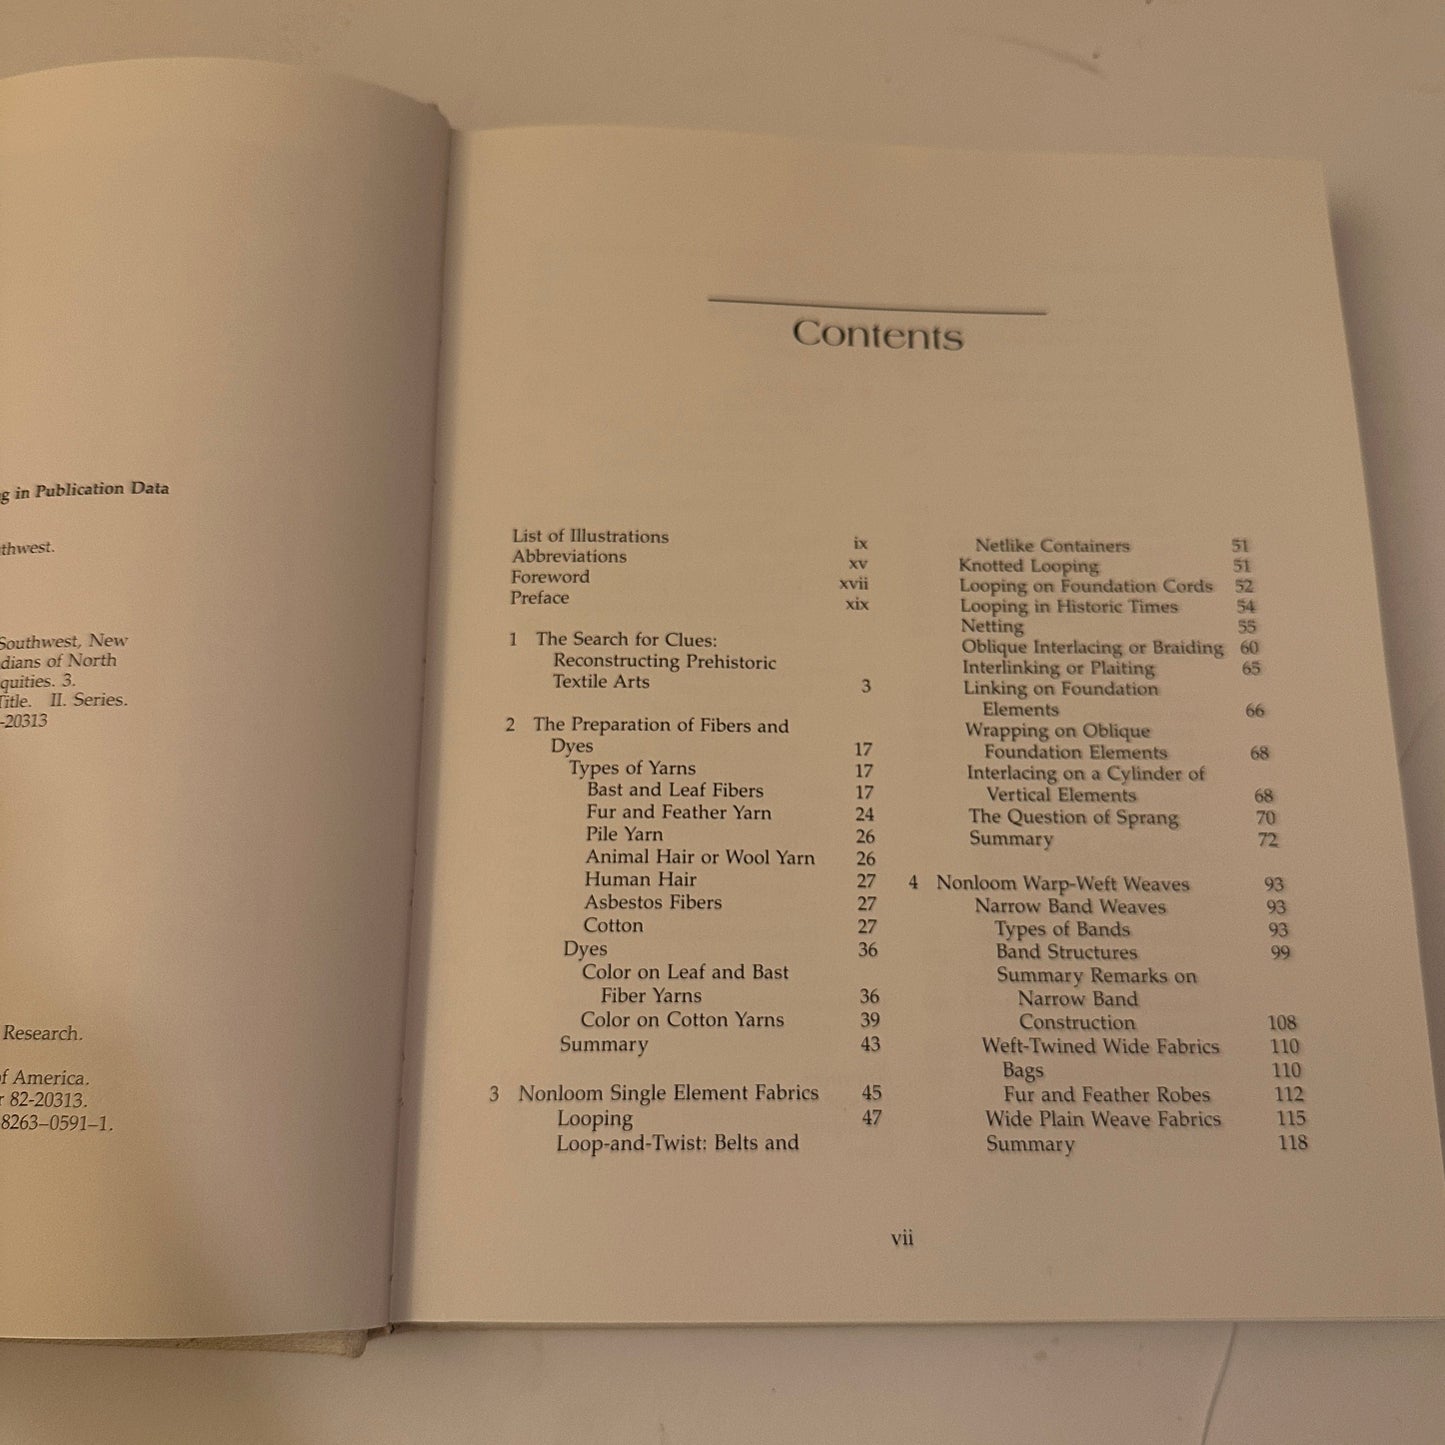 g in Publication Data
thwest.
Southwest, New
dians of North
quities. 3.
Title. II. Series.
-20313
Research.
of America.
r 82-20313.
8263–0591–1.
Contents
List of Illustrations ix
Abbreviations xv
Foreword xvii
Preface xix
1 The Search for Clues:
Reconstructing Prehistoric
Textile Arts 3
2 The Preparation of Fibers and
Dyes 17
Types of Yarns 17
Bast and Leaf Fibers 17
Fur and Feather Yarn 24
Pile Yarn 26
Animal Hair or Wool Yarn 26
Human Hair 27
Asbestos Fibers 27
Cotton 27
Dyes 36
Color on Leaf and Bast
Fiber Yarns 36
Color on Cotton Yarns 39
Summary 43
3 Nonloom Single Element Fabrics 45
Looping 47
Loop-and-Twist: Belts and
Netlike Containers 51
Knotted Looping 51
Looping on Foundation Cords 52
Looping in Historic Times 54
Netting 55
Oblique Interlacing or Braiding 60
Interlinking or Plaiting 65
Linking on Foundation
Elements 66
Wrapping on Oblique
Foundation Elements 68
Interlacing on a Cylinder of
Vertical Elements 68
The Question of Sprang 70
Summary 72
4 Nonloom Warp-Weft Weaves 93
Narrow Band Weaves 93
Types of Bands 93
Band Structures 99
Summary Remarks on
Narrow Band
Construction 108
Weft-Twined Wide Fabrics 110
Bags 110
Fur and Feather Robes 112
Wide Plain Weave Fabrics 115
Summary 118
vii